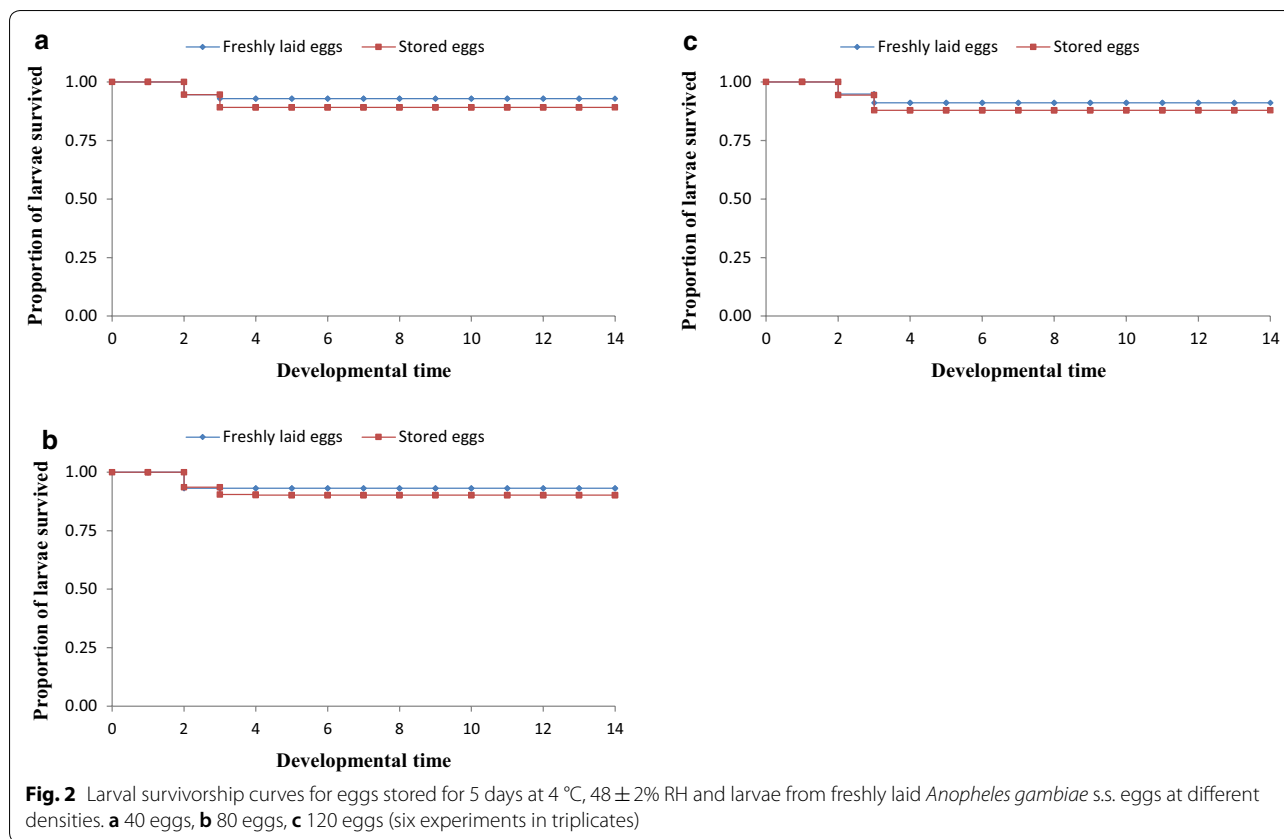 a
Freshly laid eggs Stored eggs
1.00
0.75
0.50
0.25
0.00
Proportion of larvae survived
0 2 4 6 8 10 12 14
Developmental time
c
Freshly laid eggs Stored eggs
1.00
0.75
0.50
0.25
0.00
Proportion of larvae survived
0 2 4 6 8 10 12 14
Developmental time
b
Freshly laid eggs Stored eggs
1.00
0.75
0.50
0.25
0.00
Proportion of larvae survived
0 2 4 6 8 10 12 14
Developmental time
Fig. 2 Larval survivorship curves for eggs stored for 5 days at 4 °C, 48 ± 2% RH and larvae from freshly laid Anopheles gambiae s.s. eggs at different
densities. a 40 eggs, b 80 eggs, c 120 eggs (six experiments in triplicates)